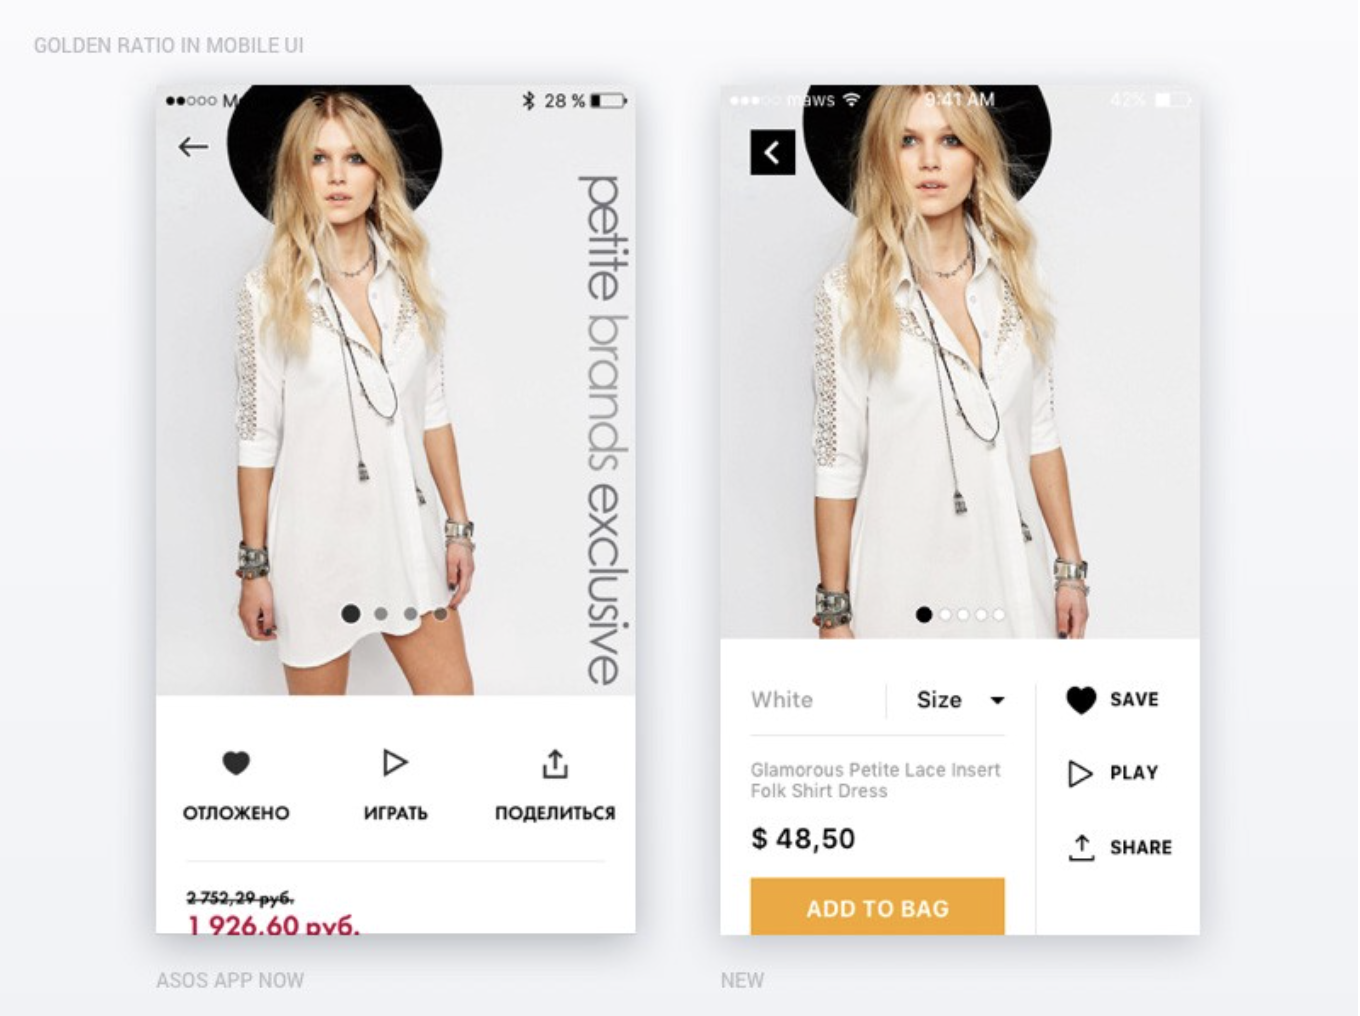 GOLDEN RATIO IN MOBILE UI
28 %
petite brands exclusive
ОТЛОЖЕНО
ИГРАТЬ
ПОДЕЛИТЬСЯ
2 752,29 руб.
1 926,60 руб.
ASOS APP NOW
maws
9:41 AM
42%
White
Size
SAVE
Glamorous Petite Lace Insert
Folk Shirt Dress
PLAY
$ 48,50
SHARE
ADD TO BAG
NEW